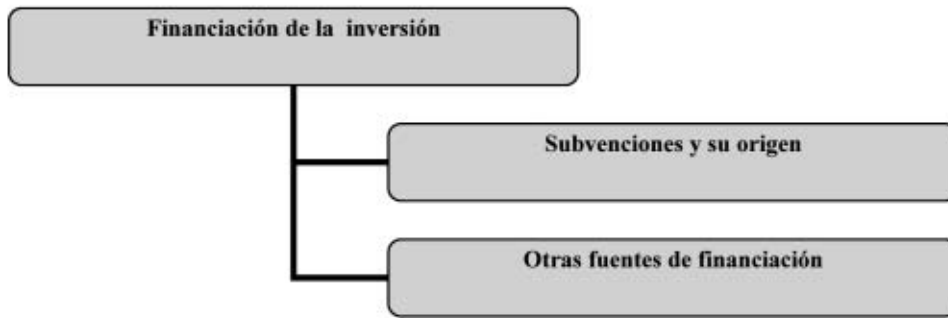 Financiación de la inversión
Subvenciones y su origen
Otras fuentes de financiación